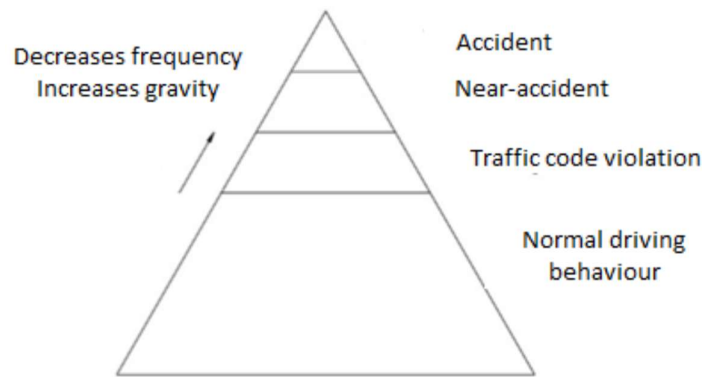 Decreases frequency
Increases gravity
Accident
Near-accident
Traffic code violation
Normal driving
behaviour